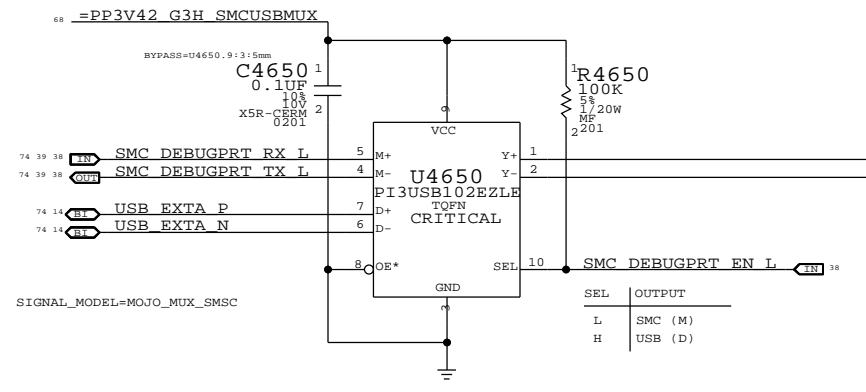 68 =PP3V42_G3H_SMCUSBMUX
BYPASS=U4650.9:3:5mm
C4650 1
0.1UF
10%
10V
X5R-CERM 2
0201
1 R4650
100K
5%
1/20W
MF
2 201
9
VCC
74 39 38 IN SMC_DEBUGPRT_RX_L 5 M+ Y+ 1
74 39 38 OUT SMC_DEBUGPRT_TX_L 4 M- Y- 2
U4650
PI3USB102EZLE
TQFN
CRITICAL
74 14 BI USB_EXTA_P 7 D+
74 14 BI USB_EXTA_N 6 D-
8 OE* SEL 10 SMC_DEBUGPRT_EN_L IN 38
GND
3
SIGNAL_MODEL=MOJO_MUX_SMSC
SEL OUTPUT
L SMC (M)
H USB (D)